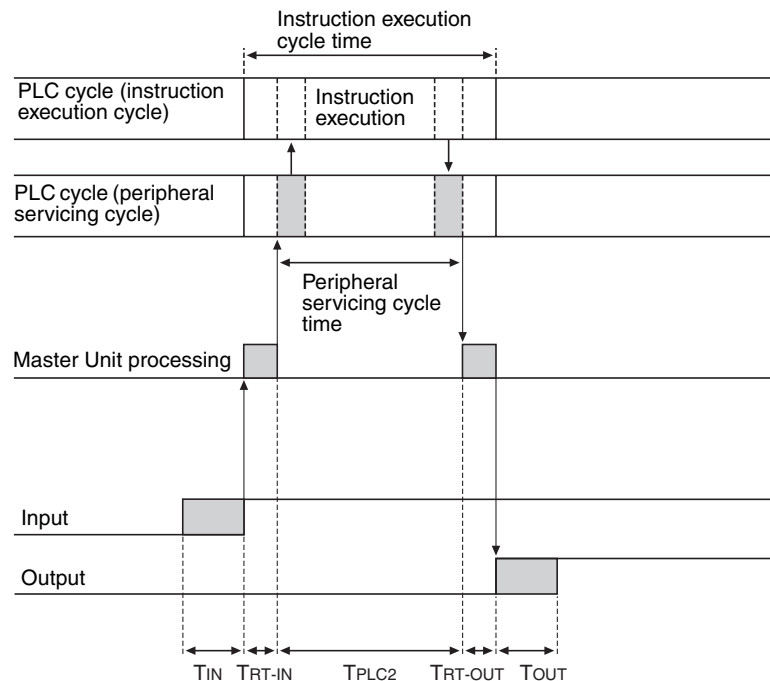 Instruction execution
cycle time
PLC cycle (instruction
execution cycle)
Instruction
execution
PLC cycle (peripheral
servicing cycle)
Peripheral
servicing cycle
time
Master Unit processing
Input
Output
TIN TRT-IN TPLC2 TRT-OUT TOUT